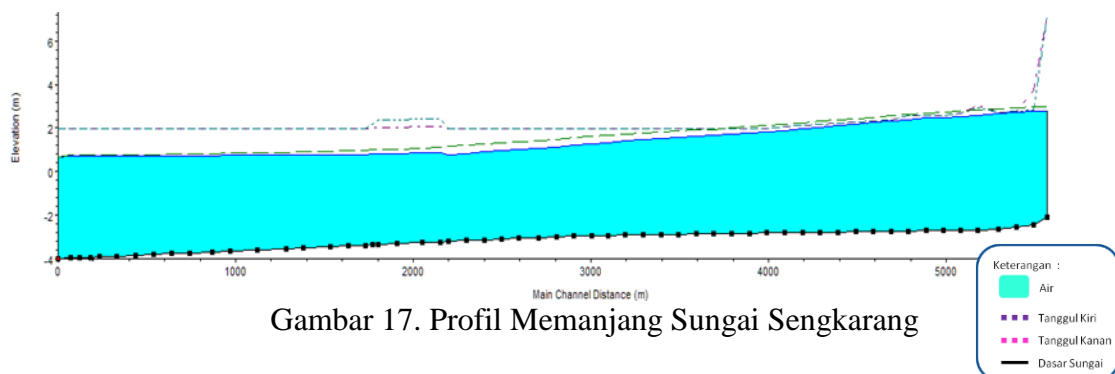 6
4
2
0
-2
-4
Elevation (m)
0 1000 2000 3000 4000 5000
Main Channel Distance (m)
Keterangan :
Air
Tanggul Kiri
Tanggul Kanan
Dasar Sungai
Gambar 17. Profil Memanjang Sungai Sengkarang